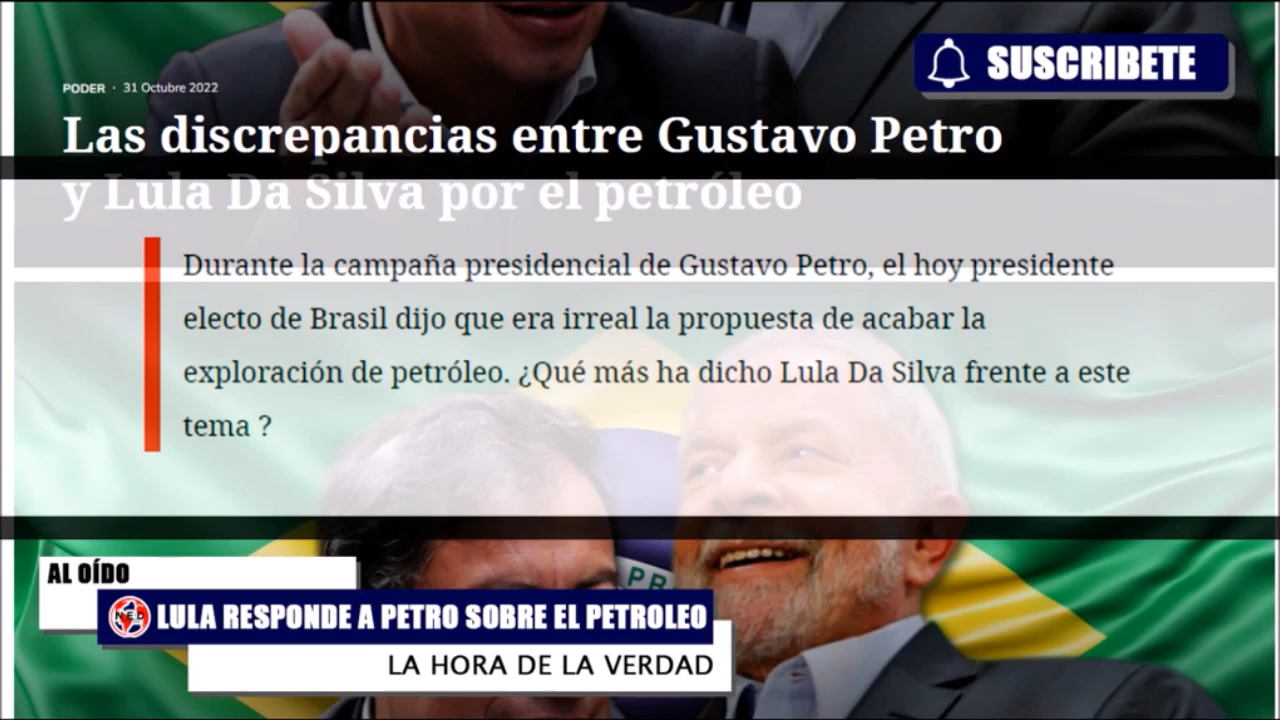 SUSCRIBETE
PODER · 31 Octubre 2022
Las discrepancias entre Gustavo Petro
y Lula Da Silva por el petróleo
Durante la campaña presidencial de Gustavo Petro, el hoy presidente
electo de Brasil dijo que era irreal la propuesta de acabar la
exploración de petróleo. ¿Qué más ha dicho Lula Da Silva frente a este
tema ?
PR
AL OÍDO
LULA RESPONDE A PETRO SOBRE EL PETROLEO
LA HORA DE LA VERDAD